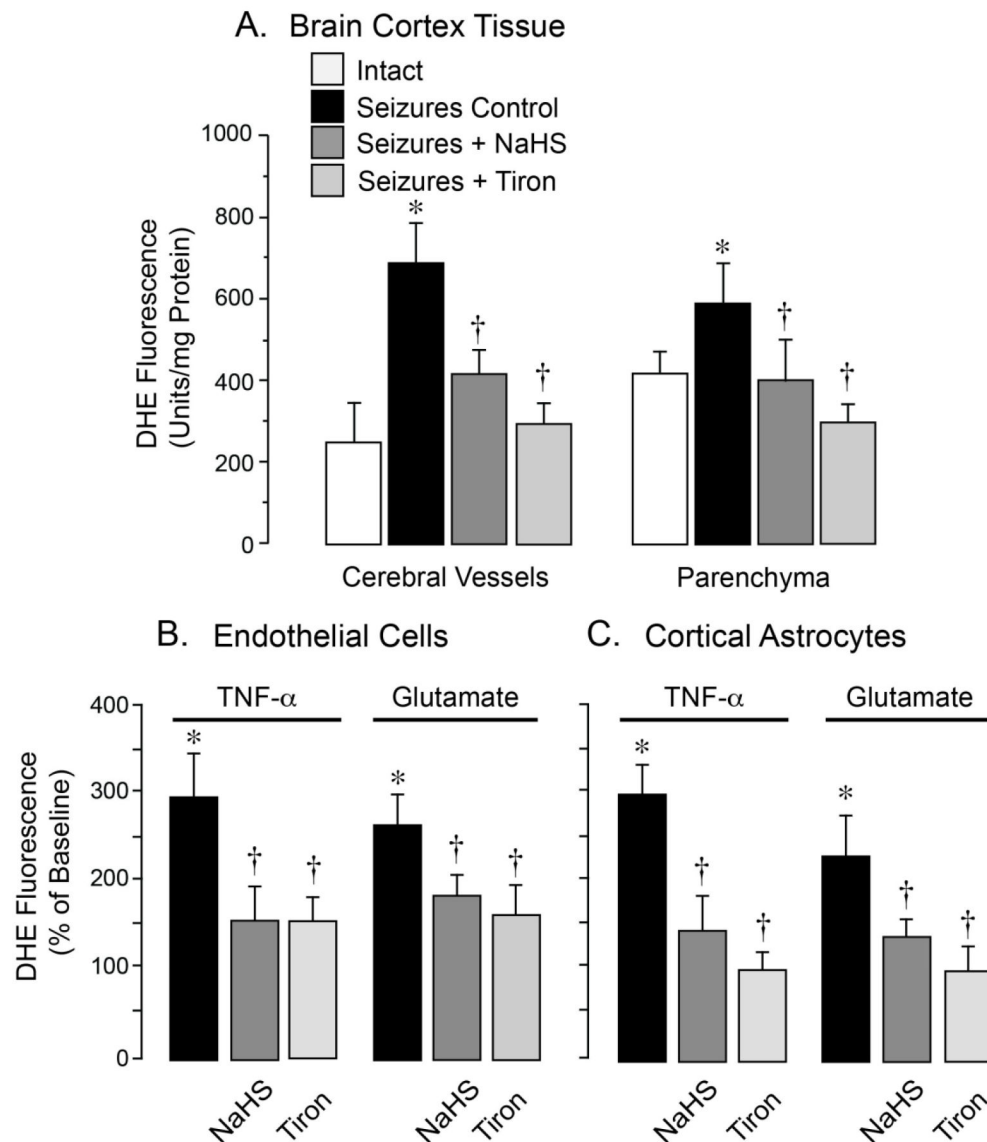 A. Brain Cortex Tissue
Intact
Seizures Control
Seizures + NaHS
Seizures + Tiron
DHE Fluorescence
(Units/mg Protein)
1000
800
600
400
200
0
*
†
†
*
†
†
Cerebral Vessels
Parenchyma
B. Endothelial Cells
C. Cortical Astrocytes
DHE Fluorescence
(% of Baseline)
400
300
200
100
0
TNF-α
Glutamate
*
†
†
*
†
†
NaHS
Tiron
NaHS
Tiron
TNF-α
Glutamate
*
†
†
*
†
†
NaHS
Tiron
NaHS
Tiron